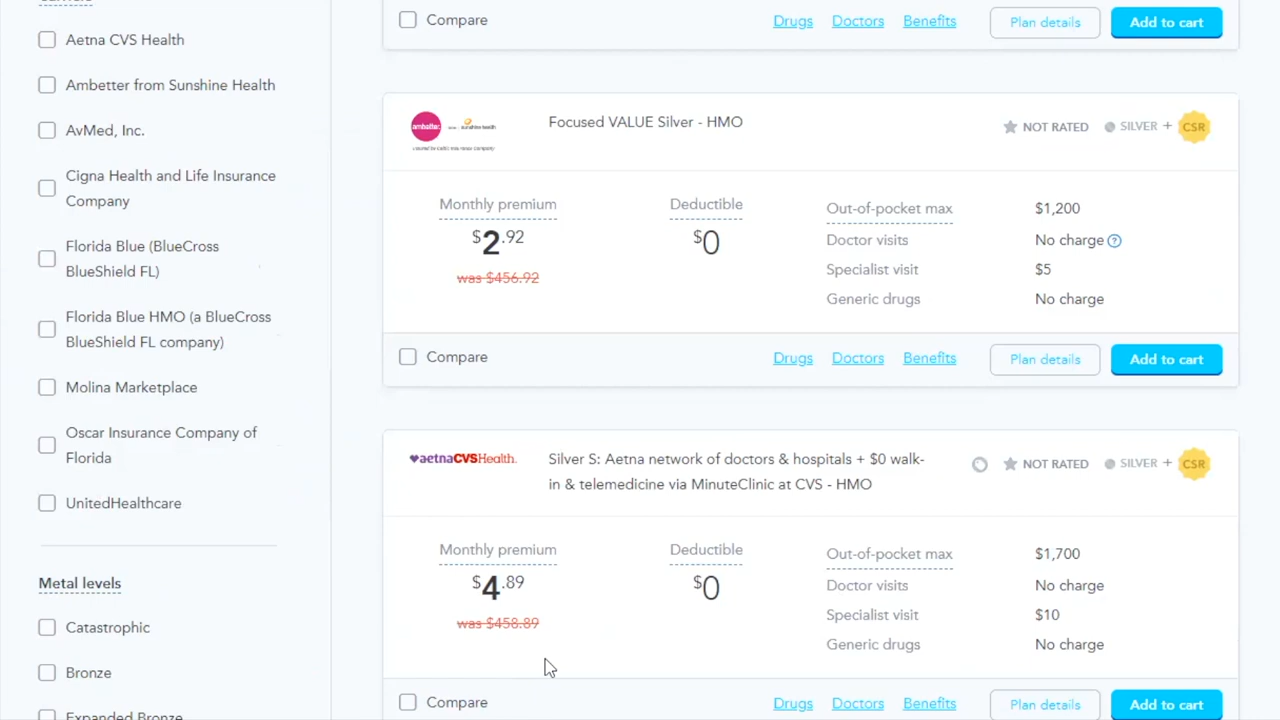 Aetna CVS Health
Ambetter from Sunshine Health
AvMed, Inc.
Cigna Health and Life Insurance
Company
Florida Blue (BlueCross
BlueShield FL)
Florida Blue HMO (a BlueCross
BlueShield FL company)
Molina Marketplace
Oscar Insurance Company of
Florida
UnitedHealthcare
Metal levels
Catastrophic
Bronze
Expanded Bronze
Compare
Drugs Doctors Benefits Plan details Add to cart
ambetter. sunshine health
Focused VALUE Silver - HMO
NOT RATED SILVER + CSR
Monthly premium
$2.92
was $456.92
Deductible
$0
Out-of-pocket max $1,200
Doctor visits No charge ?
Specialist visit $5
Generic drugs No charge
Compare
Drugs Doctors Benefits Plan details Add to cart
aetna CVSHealth.
Silver S: Aetna network of doctors & hospitals + $0 walk-
in & telemedicine via MinuteClinic at CVS - HMO
NOT RATED SILVER + CSR
Monthly premium
$4.89
was $458.89
Deductible
$0
Out-of-pocket max $1,700
Doctor visits No charge
Specialist visit $10
Generic drugs No charge
Compare
Drugs Doctors Benefits Plan details Add to cart